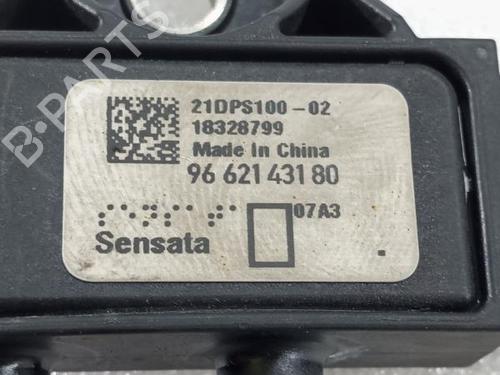 B-PARTS
21DPS100-02
18328799
Made In China
96 621 431 80
07A3
Sensata